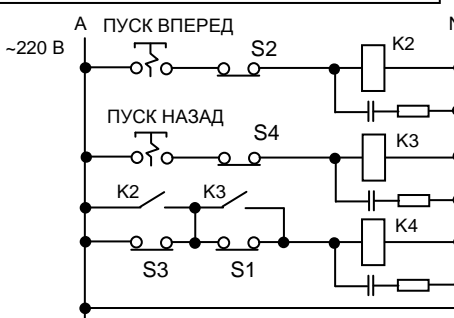 A ПУСК ВПЕРЕД N
~220 В
S2 K2
ПУСК НАЗАД
S4 K3
K2 K3
K4
S3 S1